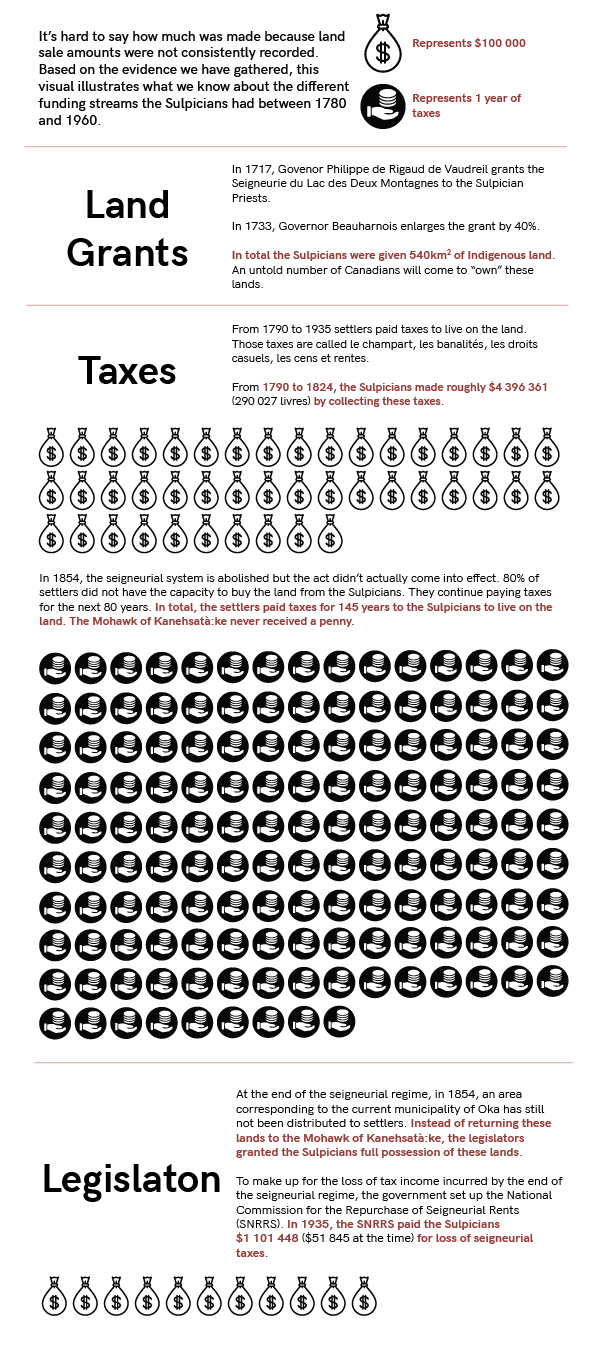 It's hard to say how much was made because land
sale amounts were not consistently recorded.
Based on the evidence we have gathered, this
visual illustrates what we know about the different
funding streams the Sulpicians had between 1780
and 1960.
Represents $100 000
Represents 1 year of
taxes
Land
Grants
In 1717, Govenor Philippe de Rigaud de Vaudreil grants the
Seigneurie du Lac des Deux Montagnes to the Sulpician
Priests.
In 1733, Governor Beauharnois enlarges the grant by 40%.
In total the Sulpicians were given 540km² of Indigenous land.
An untold number of Canadians will come to "own" these
lands.
Taxes
From 1790 to 1935 settlers paid taxes to live on the land.
Those taxes are called le champart, les banalités, les droits
casuels, les cens et rentes.
From 1790 to 1824, the Sulpicians made roughly $4 396 361
(290 027 livres) by collecting these taxes.
In 1854, the seigneurial system is abolished but the act didn't actually come into effect. 80% of
settlers did not have the capacity to buy the land from the Sulpicians. They continue paying taxes
for the next 80 years. In total, the settlers paid taxes for 145 years to the Sulpicians to live on the
land. The Mohawk of Kanehsatà:ke never received a penny.
Legislaton
At the end of the seigneurial regime, in 1854, an area
corresponding to the current municipality of Oka has still
not been distributed to settlers. Instead of returning these
lands to the Mohawk of Kanehsatà:ke, the legislators
granted the Sulpicians full possession of these lands.
To make up for the loss of tax income incurred by the end of
the seigneurial regime, the government set up the National
Commission for the Repurchase of Seigneurial Rents
(SNRRS). In 1935, the SNRRS paid the Sulpicians
$1 101 448 ($51 845 at the time) for loss of seigneurial
taxes.